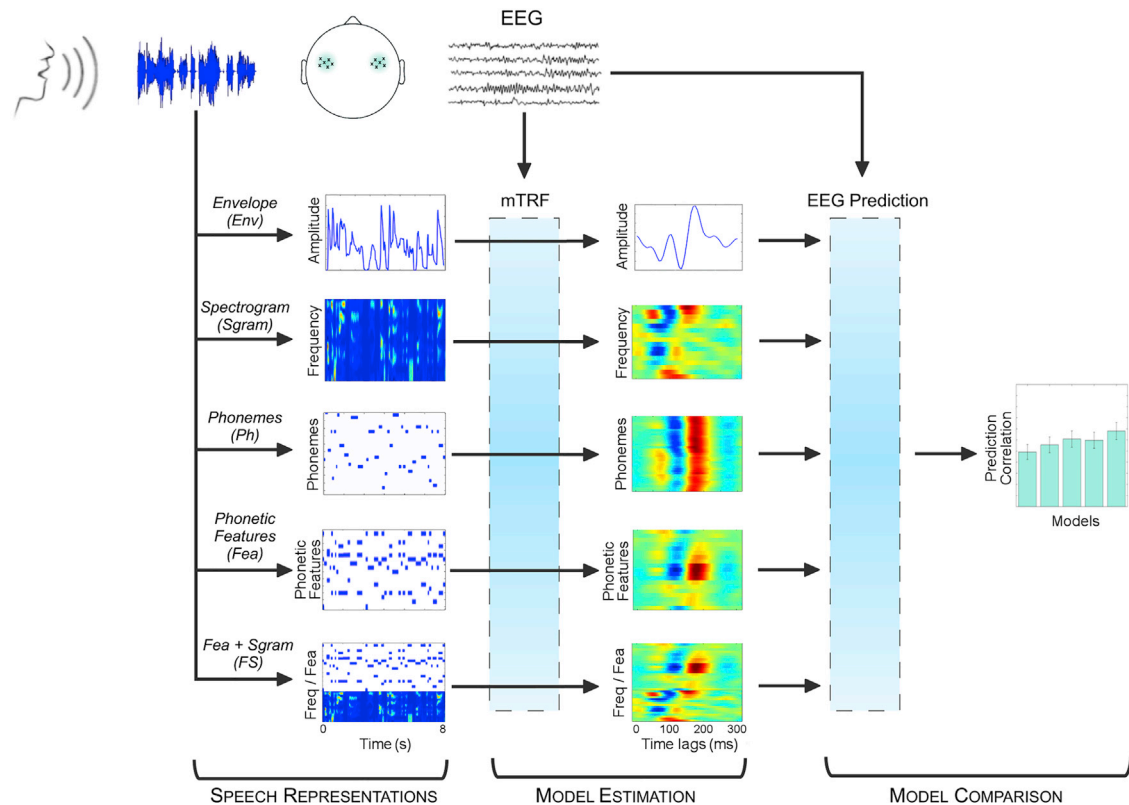 EEG
mTRF
EEG Prediction
Envelope
(Env)
Amplitude
Amplitude
Spectrogram
(Sgram)
Frequency
Frequency
Phonemes
(Ph)
Phonemes
Phonemes
Phonetic
Features
(Fea)
Phonetic
Features
Phonetic
Features
Fea + Sgram
(FS)
Freq / Fea
Freq / Fea
0
8
Time (s)
0
100
200
300
Time lags (ms)
Prediction
Correlation
Models
SPEECH REPRESENTATIONS
MODEL ESTIMATION
MODEL COMPARISON